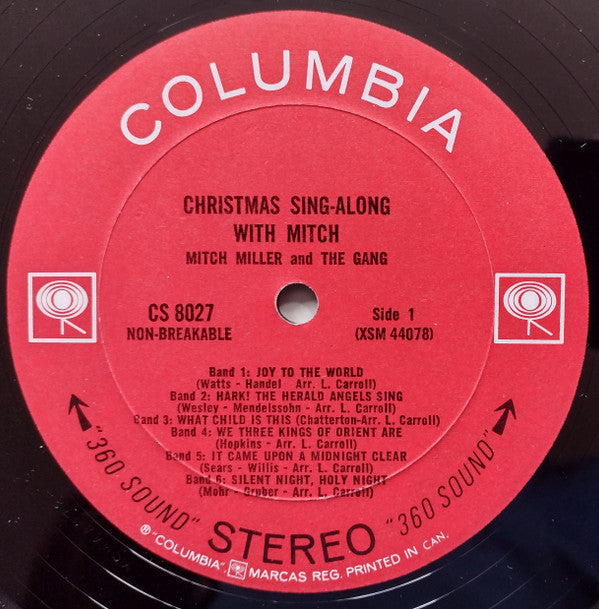 COLUMBIA
CHRISTMAS SING-ALONG
WITH MITCH
MITCH MILLER and THE GANG
CS 8027
NON-BREAKABLE
Side 1
(XSM 44078)
Band 1: JOY TO THE WORLD
(Watts - Handel - Arr. L. Carroll)
Band 2: HARK! THE HERALD ANGELS SING
(Wesley - Mendelssohn - Arr. L. Carroll)
Band 3: WHAT CHILD IS THIS (Chatterton-Arr. L. Carroll)
Band 4: WE THREE KINGS OF ORIENT ARE
(Hopkins - Arr. L. Carroll)
Band 5: IT CAME UPON A MIDNIGHT CLEAR
(Sears - Willis - Arr. L. Carroll)
Band 6: SILENT NIGHT, HOLY NIGHT
(Mohr - Gruber - Arr. L. Carroll)
"360 SOUND" STEREO "360 SOUND"
® "COLUMBIA", MARCAS REG. PRINTED IN CAN.